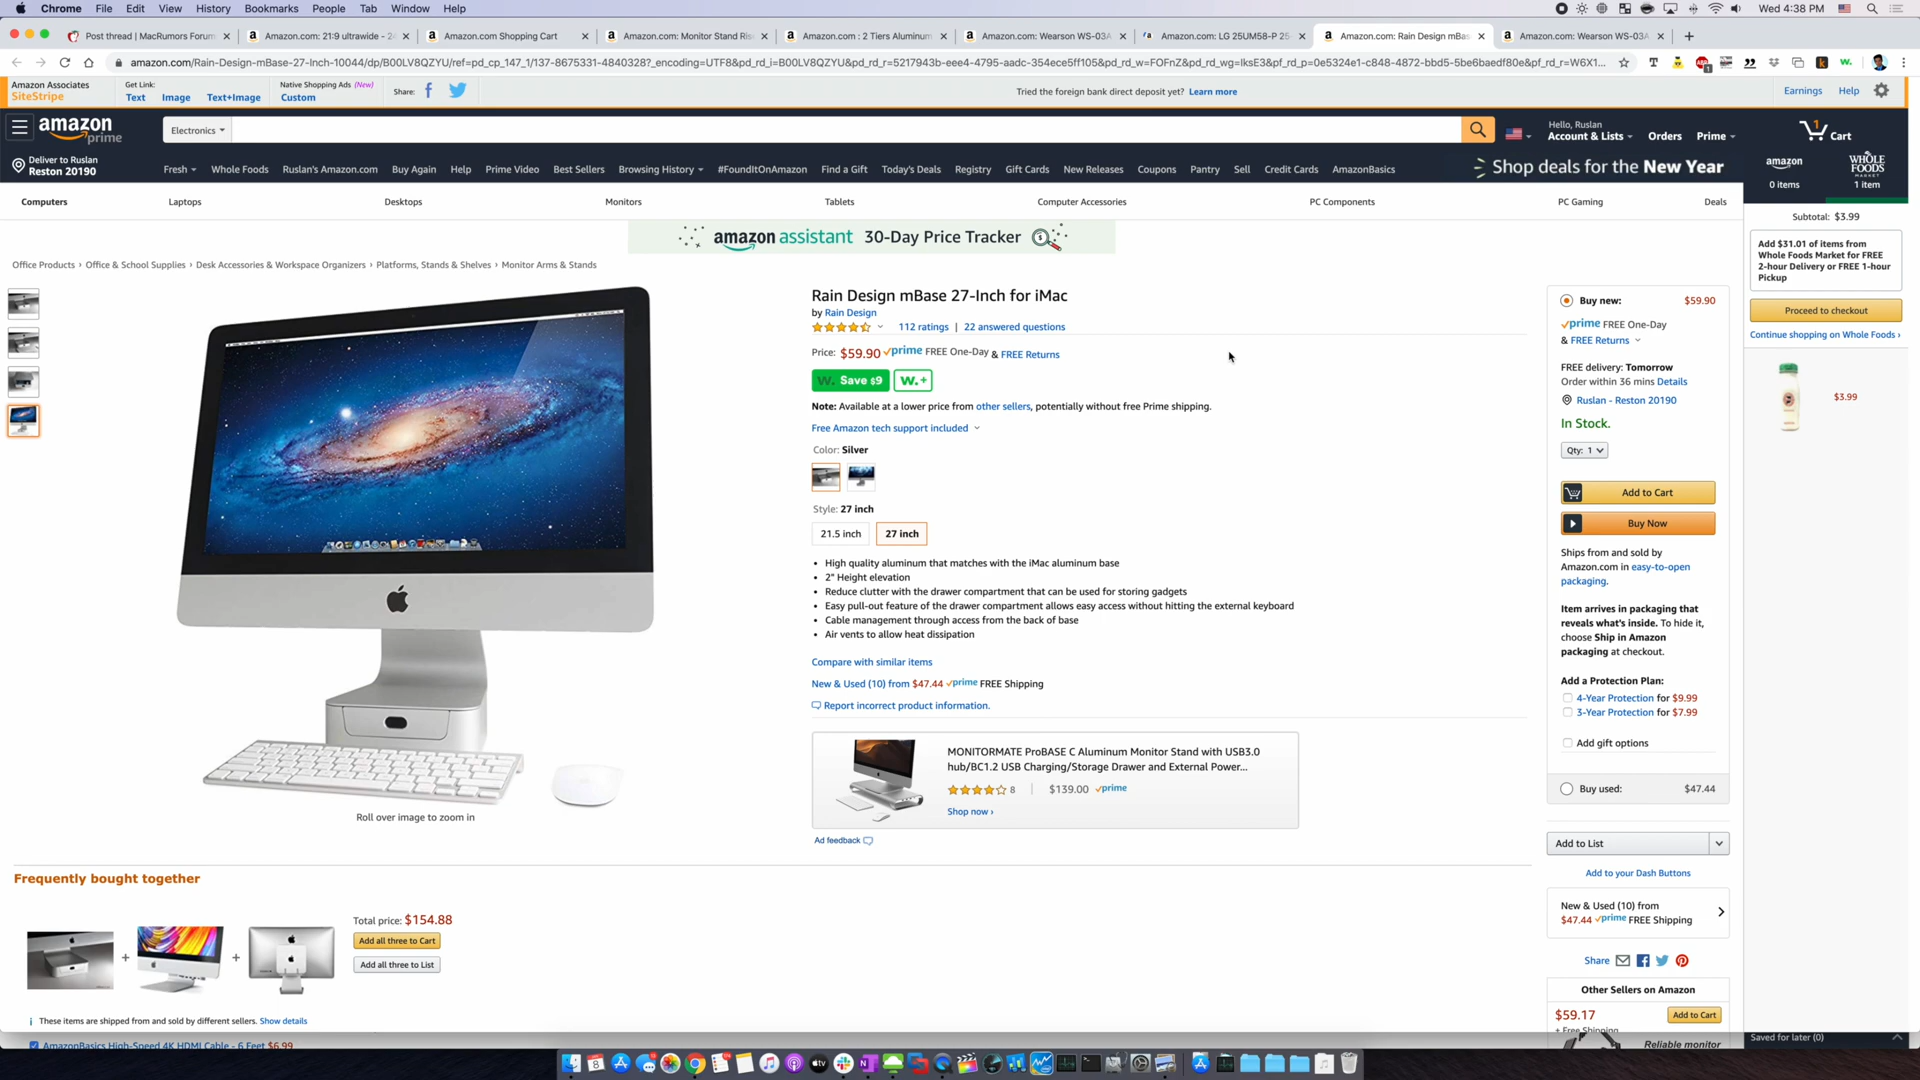 Chrome File Edit View History Bookmarks People Tab Window Help
Wed 4:38 PM
Post thread | MacRumors Forum
Amazon.com: 21:9 ultrawide - 2
Amazon.com Shopping Cart
Amazon.com: Monitor Stand Ris
Amazon.com : 2 Tiers Aluminum
Amazon.com: Wearson WS-03A
Amazon.com: LG 25UM58-P 25
Amazon.com: Rain Design mBas
Amazon.com: Wearson WS-03A
amazon.com/Rain-Design-mBase-27-Inch-10044/dp/B00LV8QZYU/ref=pd_cp_147_1/137-8675331-4840328?_encoding=UTF8&pd_rd_i=B00LV8QZYU&pd_rd_r=5217943b-eee4-4795-aadc-354ece5ff105&pd_rd_w=FOFnZ&pd_rd_wg=IksE3&pf_rd_p=0e5324e1-c848-4872-bbd5-5be6baedf80e&pf_rd_r=W6X1...
Amazon Associates
SiteStripe
Get Link:
Text Image Text+Image
Native Shopping Ads (New)
Custom
Share:
Tried the foreign bank direct deposit yet? Learn more
Earnings Help
amazon
prime
Electronics
Hello, Ruslan
Account & Lists
Orders
Prime
1
Cart
Deliver to Ruslan
Reston 20190
Fresh Whole Foods Ruslan's Amazon.com Buy Again Help Prime Video Best Sellers Browsing History #FoundItOnAmazon Find a Gift Today's Deals Registry Gift Cards New Releases Coupons Pantry Sell Credit Cards AmazonBasics
Shop deals for the New Year
amazon
0 items
WHOLE
FOODS
MARKET
1 item
Computers Laptops Desktops Monitors Tablets Computer Accessories PC Components PC Gaming Deals
amazon assistant 30-Day Price Tracker
Office Products › Office & School Supplies › Desk Accessories & Workspace Organizers › Platforms, Stands & Shelves › Monitor Arms & Stands
Roll over image to zoom in
Rain Design mBase 27-Inch for iMac
by Rain Design
112 ratings | 22 answered questions
Price: $59.90 prime FREE One-Day & FREE Returns
W. Save $9 W.+
Note: Available at a lower price from other sellers, potentially without free Prime shipping.
Free Amazon tech support included
Color: Silver
Style: 27 inch
21.5 inch 27 inch
• High quality aluminum that matches with the iMac aluminum base
• 2" Height elevation
• Reduce clutter with the drawer compartment that can be used for storing gadgets
• Easy pull-out feature of the drawer compartment allows easy access without hitting the external keyboard
• Cable management through access from the back of base
• Air vents to allow heat dissipation
Compare with similar items
New & Used (10) from $47.44 prime FREE Shipping
Report incorrect product information.
MONITORMATE ProBASE C Aluminum Monitor Stand with USB3.0
hub/BC1.2 USB Charging/Storage Drawer and External Power...
8 | $139.00 prime
Shop now ›
Ad feedback
Buy new: $59.90
prime FREE One-Day
& FREE Returns
FREE delivery: Tomorrow
Order within 36 mins Details
Ruslan - Reston 20190
In Stock.
Qty: 1
Add to Cart
Buy Now
Ships from and sold by
Amazon.com in easy-to-open
packaging.
Item arrives in packaging that
reveals what's inside. To hide it,
choose Ship in Amazon
packaging at checkout.
Add a Protection Plan:
4-Year Protection for $9.99
3-Year Protection for $7.99
Add gift options
Buy used: $47.44
Add to List
Add to your Dash Buttons
New & Used (10) from
$47.44 prime FREE Shipping
Share
Other Sellers on Amazon
$59.17 Add to Cart
+ Free Shipping
Reliable monitor
Subtotal: $3.99
Add $31.01 of items from
Whole Foods Market for FREE
2-hour Delivery or FREE 1-hour
Pickup
Proceed to checkout
Continue shopping on Whole Foods ›
$3.99
Saved for later (0)
Frequently bought together
+ +
Total price: $154.88
Add all three to Cart
Add all three to List
i These items are shipped from and sold by different sellers. Show details
AmazonBasics High-Speed 4K HDMI Cable - 6 Feet $6.99